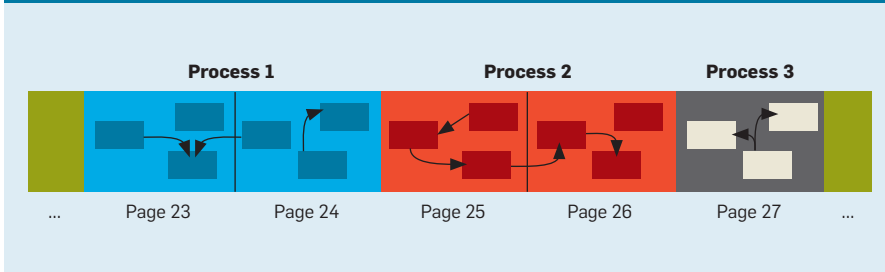 Process 1 Process 2 Process 3
... Page 23 Page 24 Page 25 Page 26 Page 27 ...